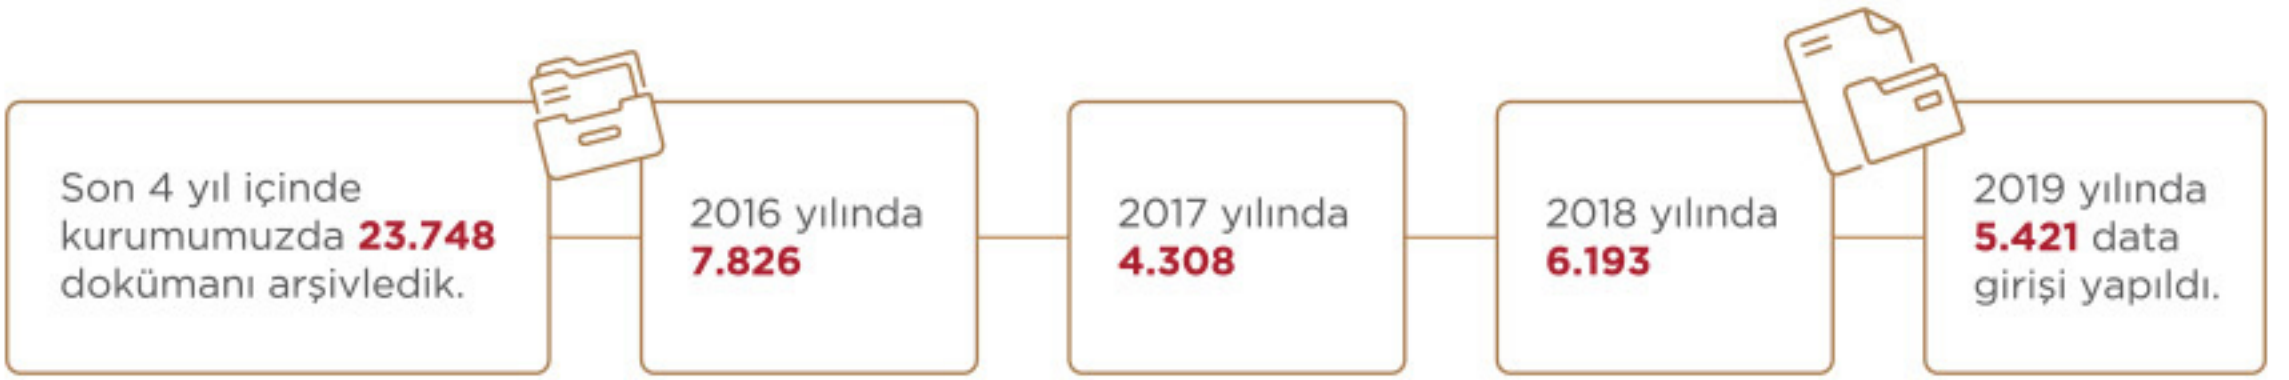 Son 4 yıl içinde
kurumumuzda 23.748
dokümanı arşivledik.
2016 yılında
7.826
2017 yılında
4.308
2018 yılında
6.193
2019 yılında
5.421 data
girişi yapıldı.